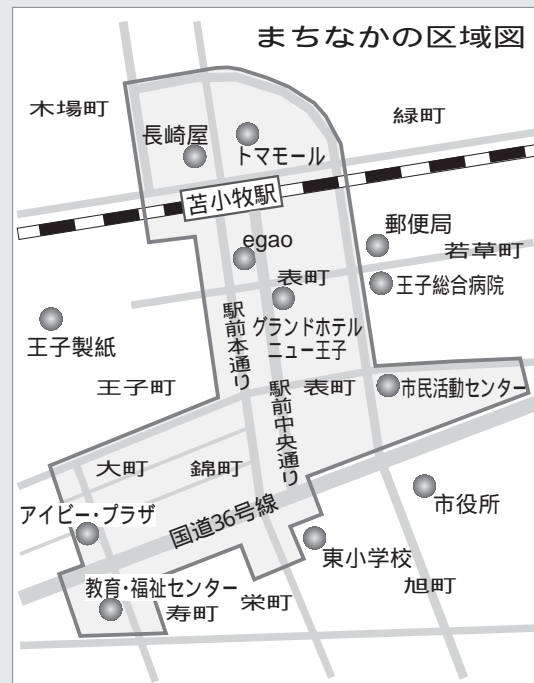 まちなかの区域図
木場町
緑町
長崎屋
トマモール
苫小牧駅
郵便局
egao
若草町
表町
王子総合病院
駅前本通り
グランドホテル
ニュー王子
王子製紙
王子町
表町
市民活動センター
駅前中央通り
大町
錦町
市役所
アイビー・プラザ
国道36号線
東小学校
教育・福祉センター
旭町
寿町
栄町